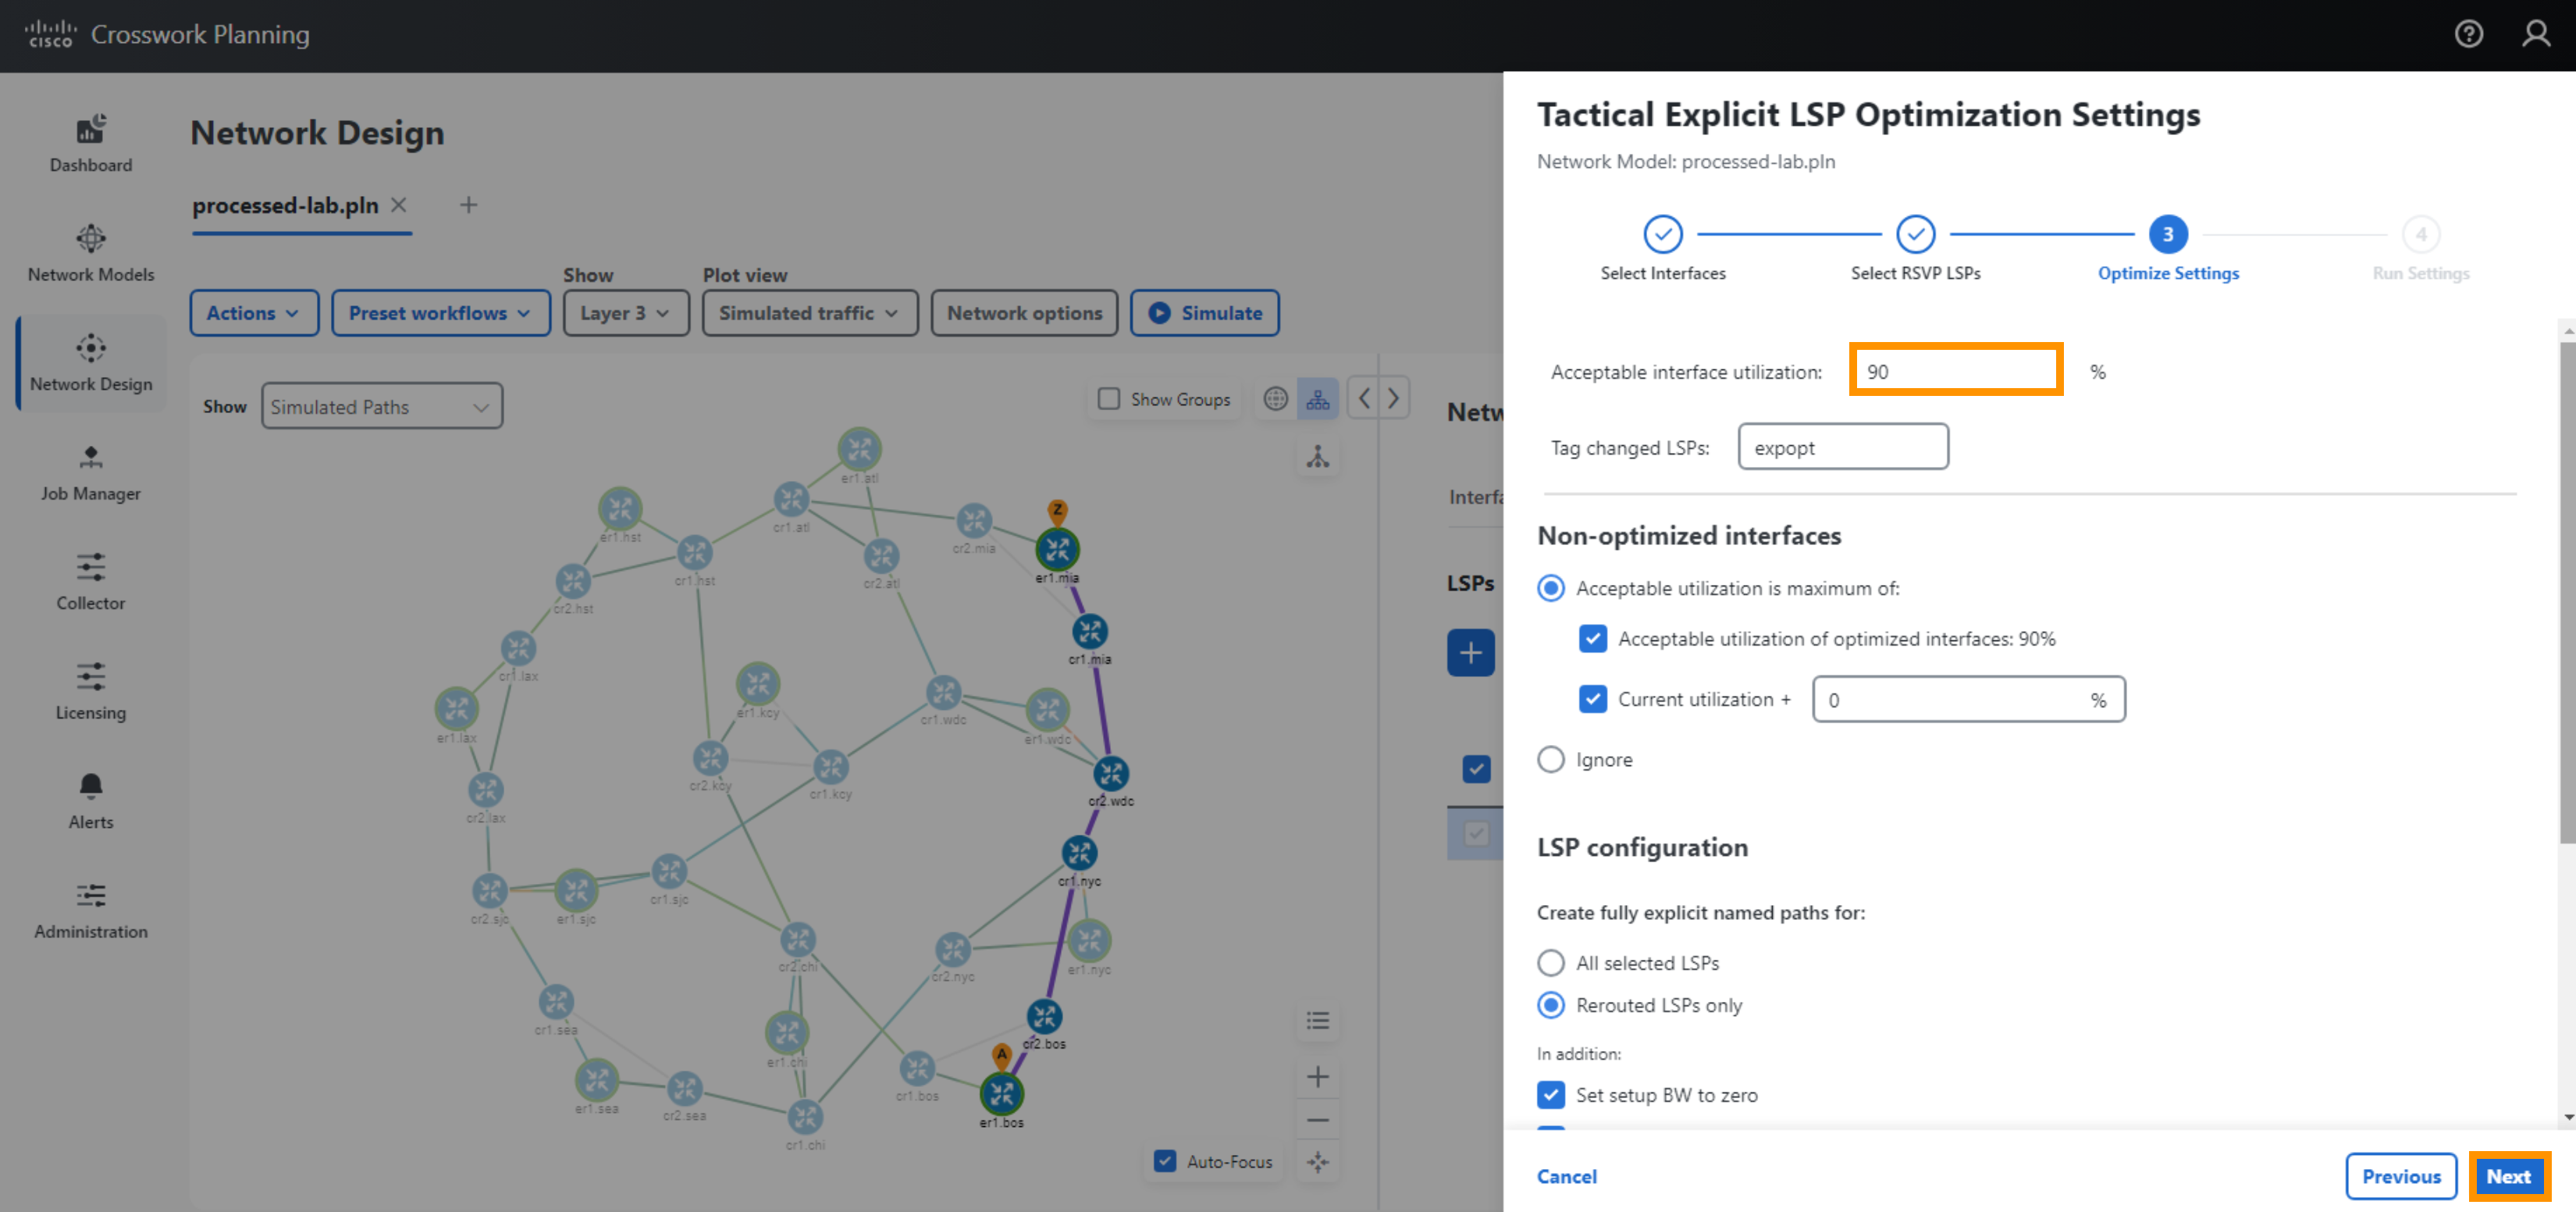 cisco Crosswork Planning
Dashboard
Network Models
Network Design
Job Manager
Collector
Licensing
Alerts
Administration
Network Design
processed-lab.pln
Show
Plot view
Actions
Preset workflows
Layer 3
Simulated traffic
Network options
Simulate
Show
Simulated Paths
Show Groups
er1.atl
er1.hst
cr1.atl
cr2.mia
Z
er1.mia
cr1.hst
cr2.atl
cr2.hst
cr1.mia
cr1.lax
er1.kcy
cr1.wdc
er1.wdc
er1.lax
cr2.kcy
cr1.kcy
cr2.wdc
cr2.lax
cr1.nyc
cr2.sjc
er1.sjc
cr1.sjc
cr2.chi
cr2.nyc
er1.nyc
cr1.sea
er1.chi
cr2.bos
A
er1.sea
cr2.sea
cr1.bos
er1.bos
cr1.chi
Auto-Focus
Netw
Interfa
LSPs
Tactical Explicit LSP Optimization Settings
Network Model: processed-lab.pln
3
4
Select Interfaces
Select RSVP LSPs
Optimize Settings
Run Settings
Acceptable interface utilization: 90 %
Tag changed LSPs: expopt
Non-optimized interfaces
Acceptable utilization is maximum of:
Acceptable utilization of optimized interfaces: 90%
Current utilization + 0 %
Ignore
LSP configuration
Create fully explicit named paths for:
All selected LSPs
Rerouted LSPs only
In addition:
Set setup BW to zero
Cancel
Previous
Next